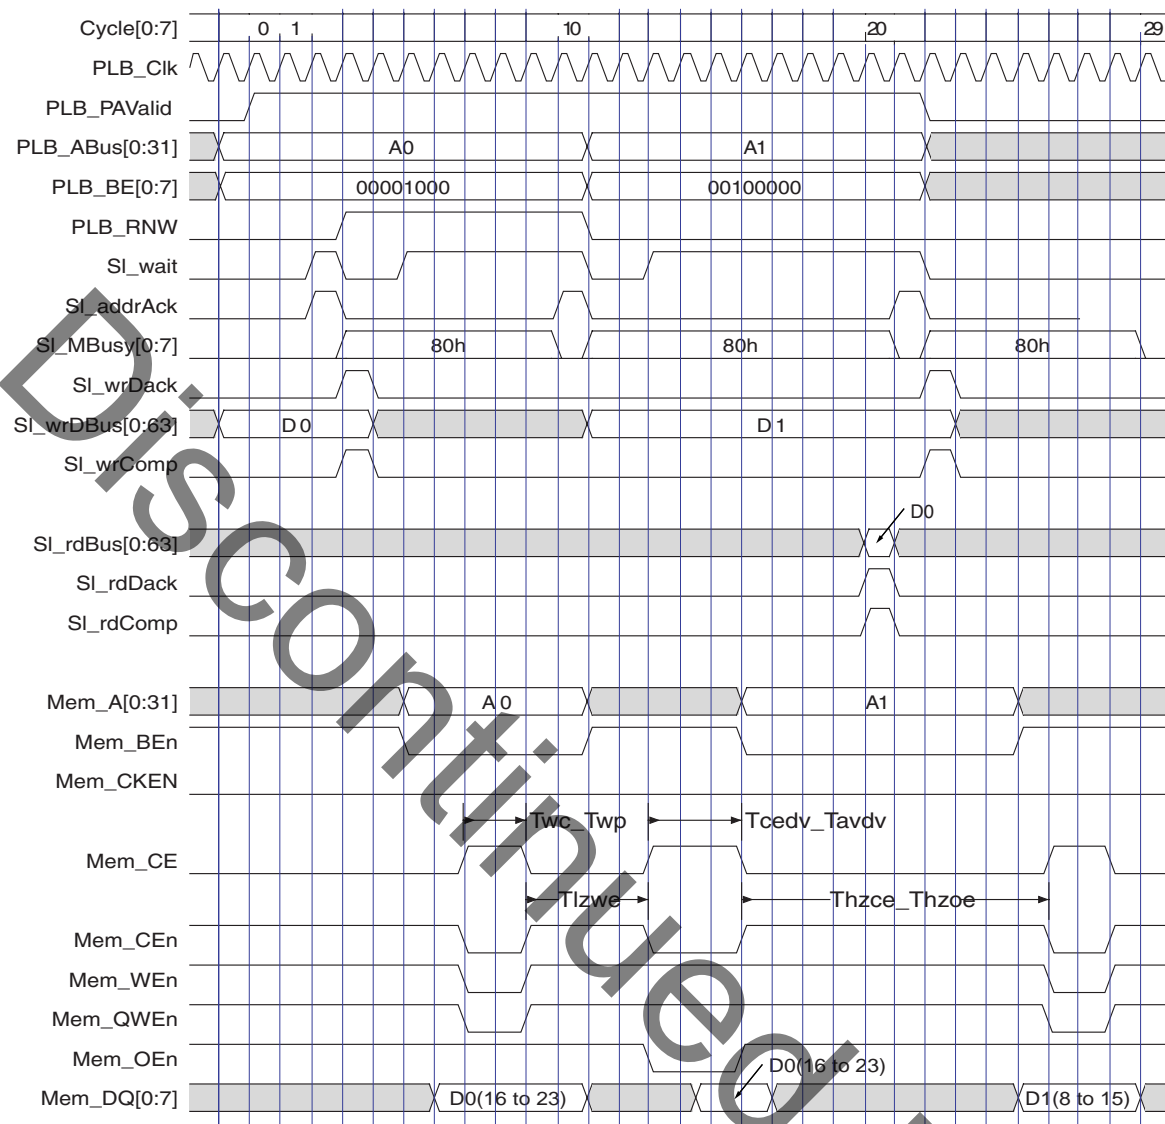 Cycle[0:7] 0 1 10 20 29
PLB_Clk
PLB_PAValid
PLB_ABus[0:31] A0 A1
PLB_BE[0:7] 00001000 00100000
PLB_RNW
Sl_wait
Sl_addrAck
Sl_MBusy[0:7] 80h 80h 80h
Sl_wrDack
Sl_wrDBus[0:63] D0 D1
Sl_wrComp
D0
Sl_rdBus[0:63]
Sl_rdDack
Sl_rdComp
Mem_A[0:31] A0 A1
Mem_BEn
Mem_CKEN
Twc_Twp Tcedv_Tavdv
Mem_CE
Tlzwe Thzce_Thzoe
Mem_CEn
Mem_WEn
Mem_QWEn
Mem_OEn
D0(16 to 23)
Mem_DQ[0:7] D0(16 to 23) D1(8 to 15)
Discontinued